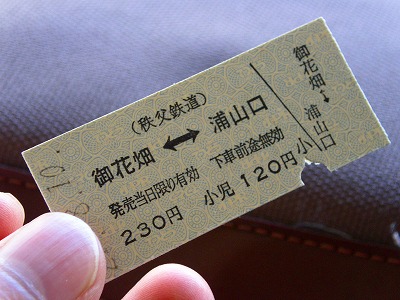 (秩父鉄道)
御花畑⟷浦山口
発売当日限り有効 下車前途無効
230円 小児 120円
小
御花畑→浦山口
8.10.